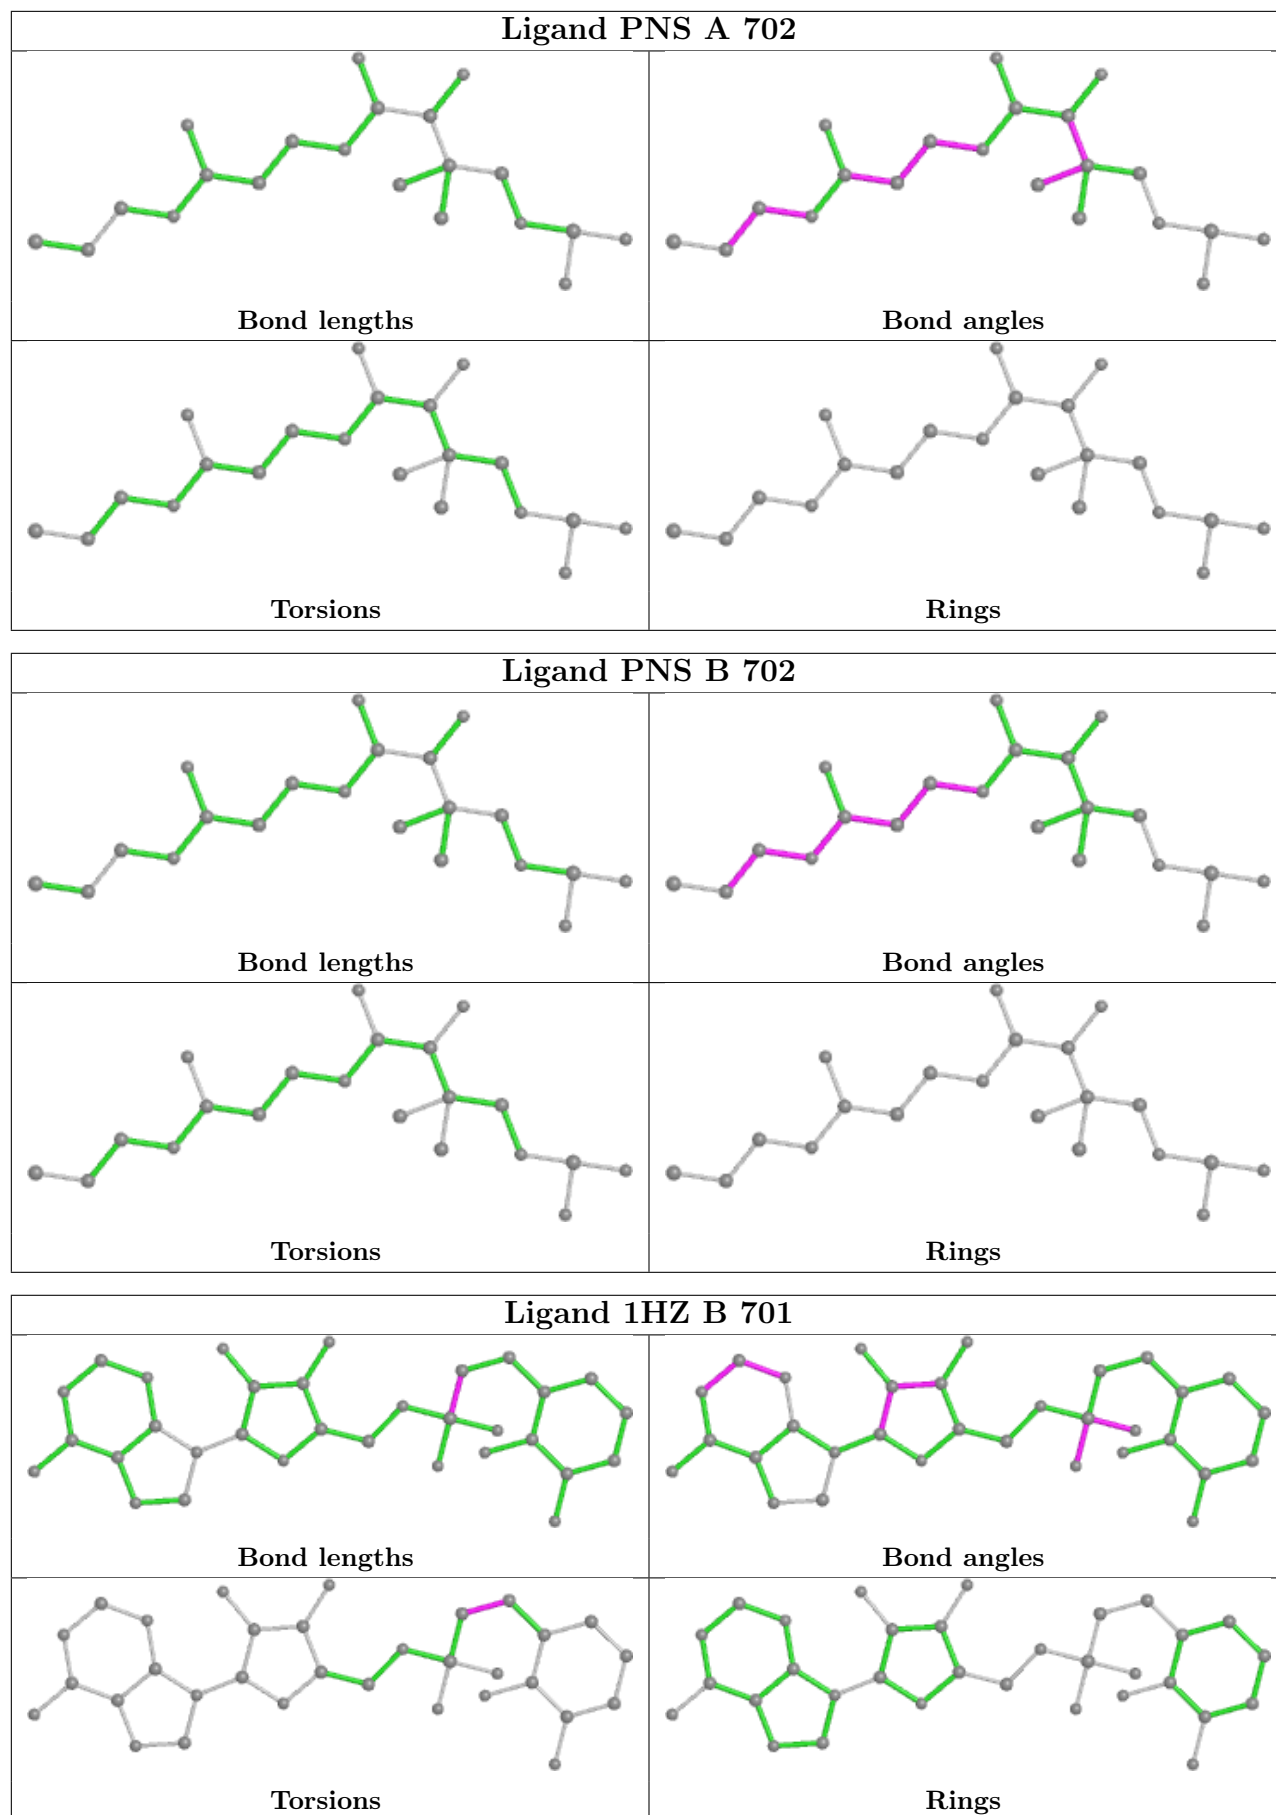 Ligand PNS A 702
Bond lengths
Bond angles
Torsions
Rings
Ligand PNS B 702
Bond lengths
Bond angles
Torsions
Rings
Ligand 1HZ B 701
Bond lengths
Bond angles
Torsions
Rings